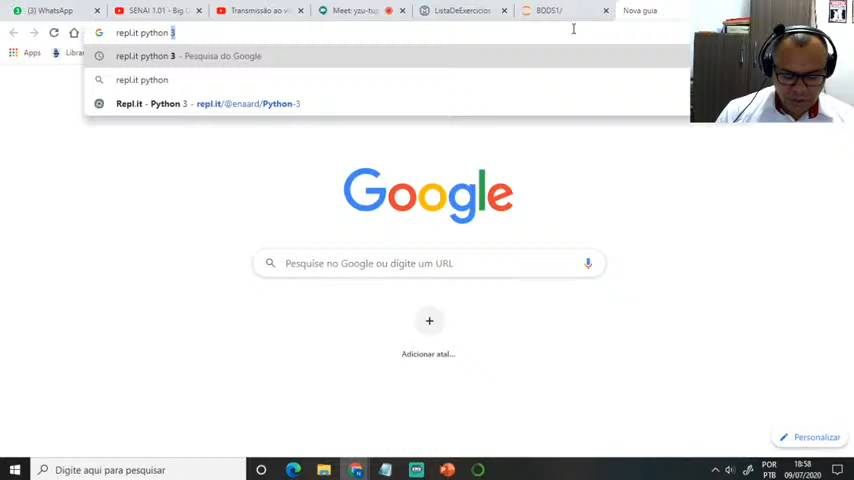 (3) WhatsApp
SENAI 1.01 - Big D
Transmissão ao vi
Meet: yzu-tup
ListaDeExercicios
BDDS1/
Nova guia
repl.it python 3
Apps
Librar
repl.it python 3 - Pesquisa do Google
repl.it python
Repl.it - Python 3 - repl.it/@enaard/Python-3
Google
Pesquise no Google ou digite um URL
Adicionar atal...
Personalizar
Digite aqui para pesquisar
POR
PTB
18:58
09/07/2020